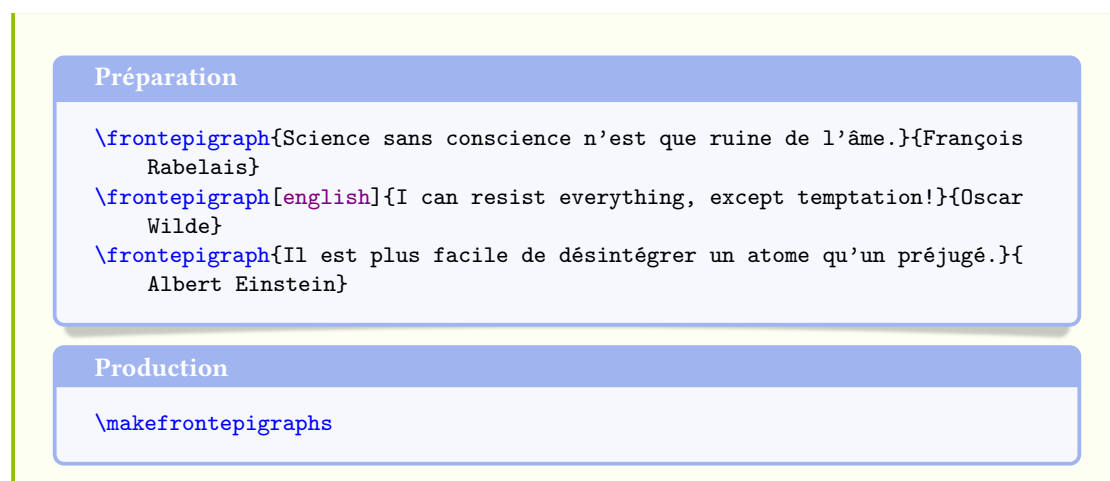 Préparation
\frontepigraph{Science sans conscience n'est que ruine de l'âme.}{François
Rabelais}
\frontepigraph[english]{I can resist everything, except temptation!}{Oscar
Wilde}
\frontepigraph{Il est plus facile de désintégrer un atome qu'un préjugé.}{
Albert Einstein}
Production
\makefrontepigraphs